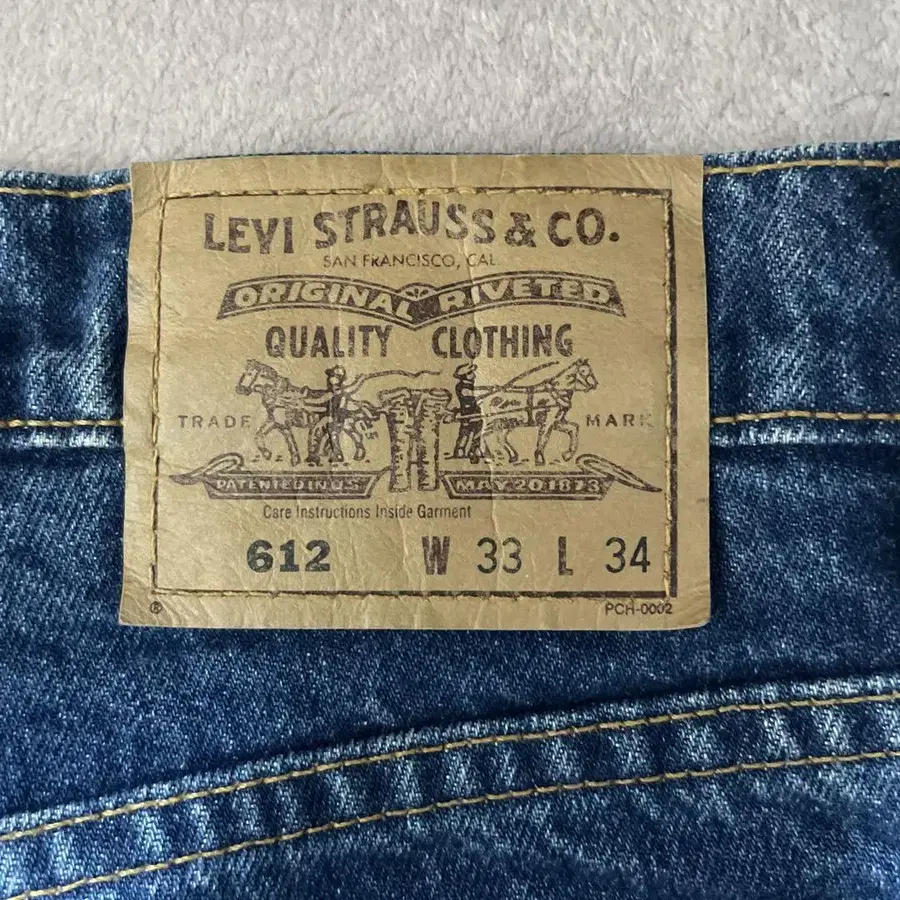 LEVI STRAUSS & CO.
SAN FRANCISCO, CAL.
ORIGINAL RIVETED
QUALITY CLOTHING
TRADE MARK
PATENTED IN U.S. MAY 20 1873
Care Instructions Inside Garment
612 W 33 L 34
® PCH-0002